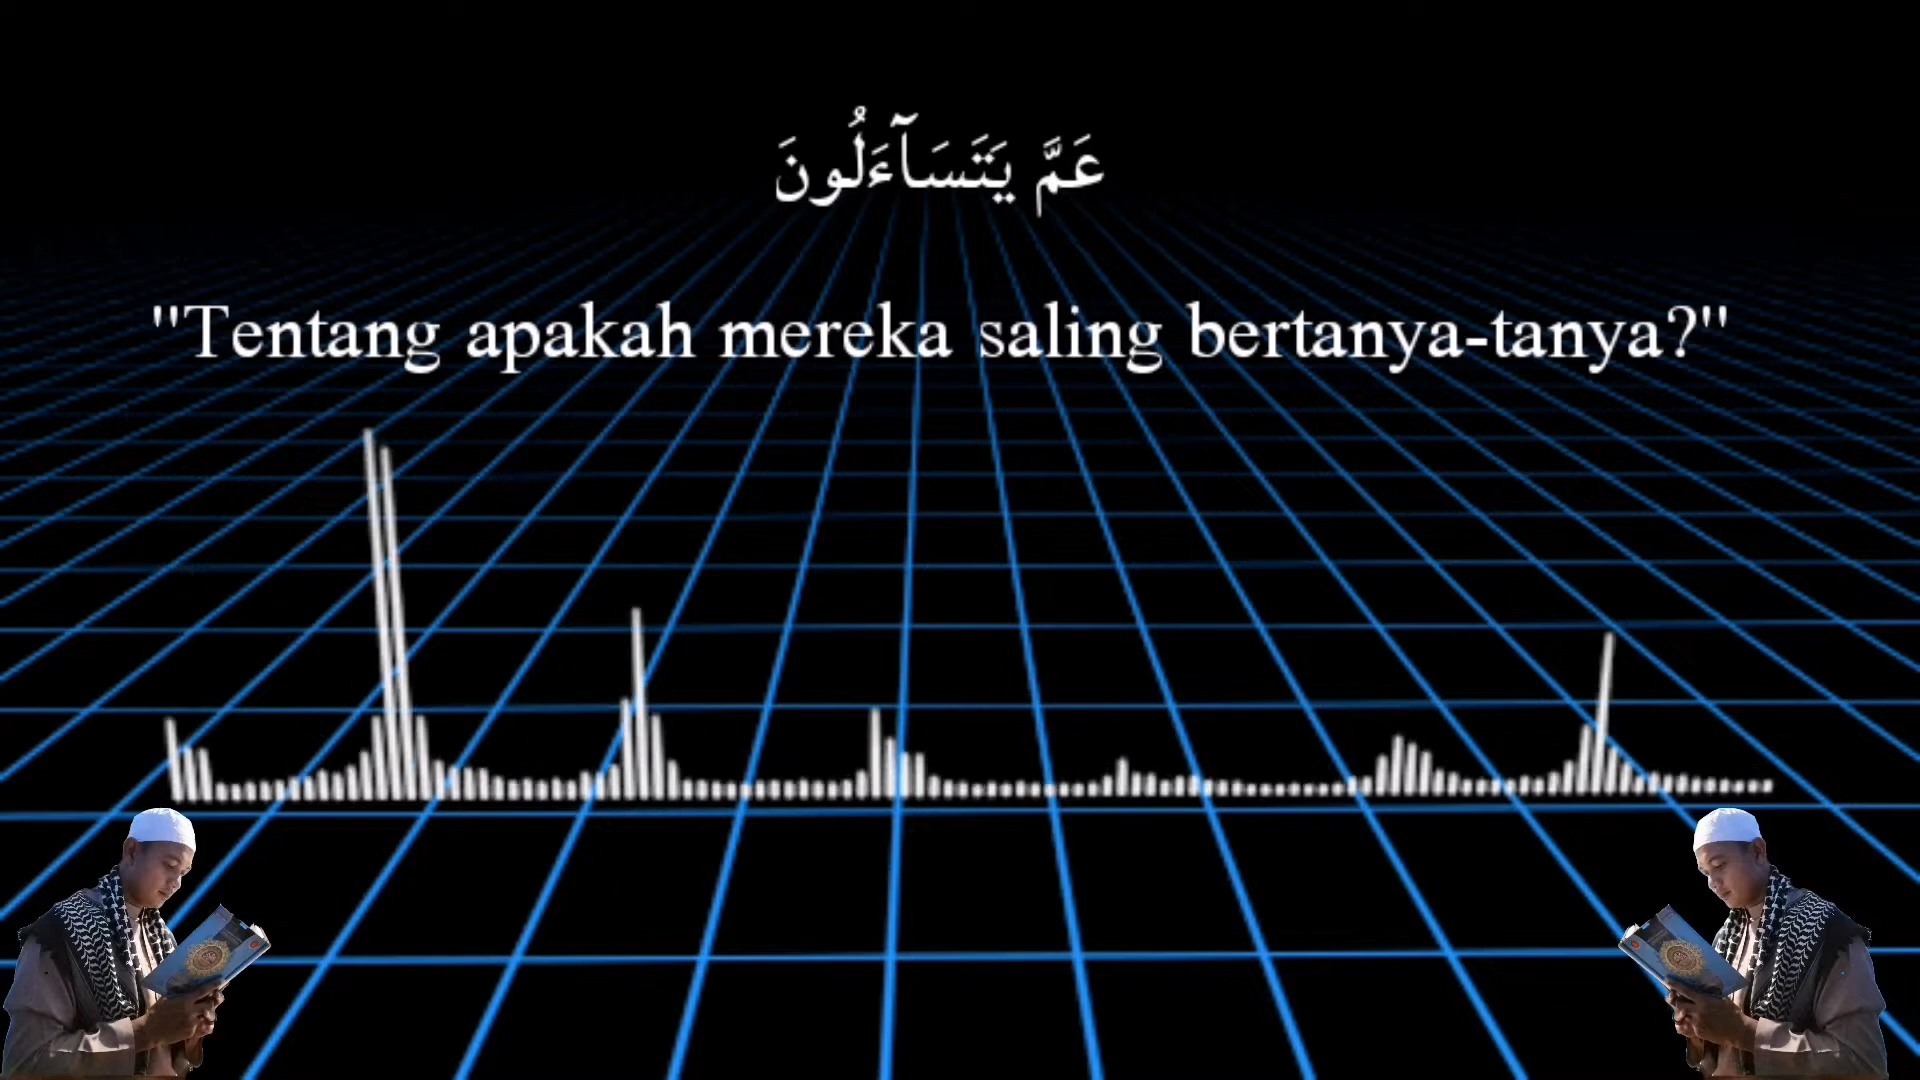 عَمَّ يَتَسَآءَلُونَ
"Tentang apakah mereka saling bertanya-tanya?"